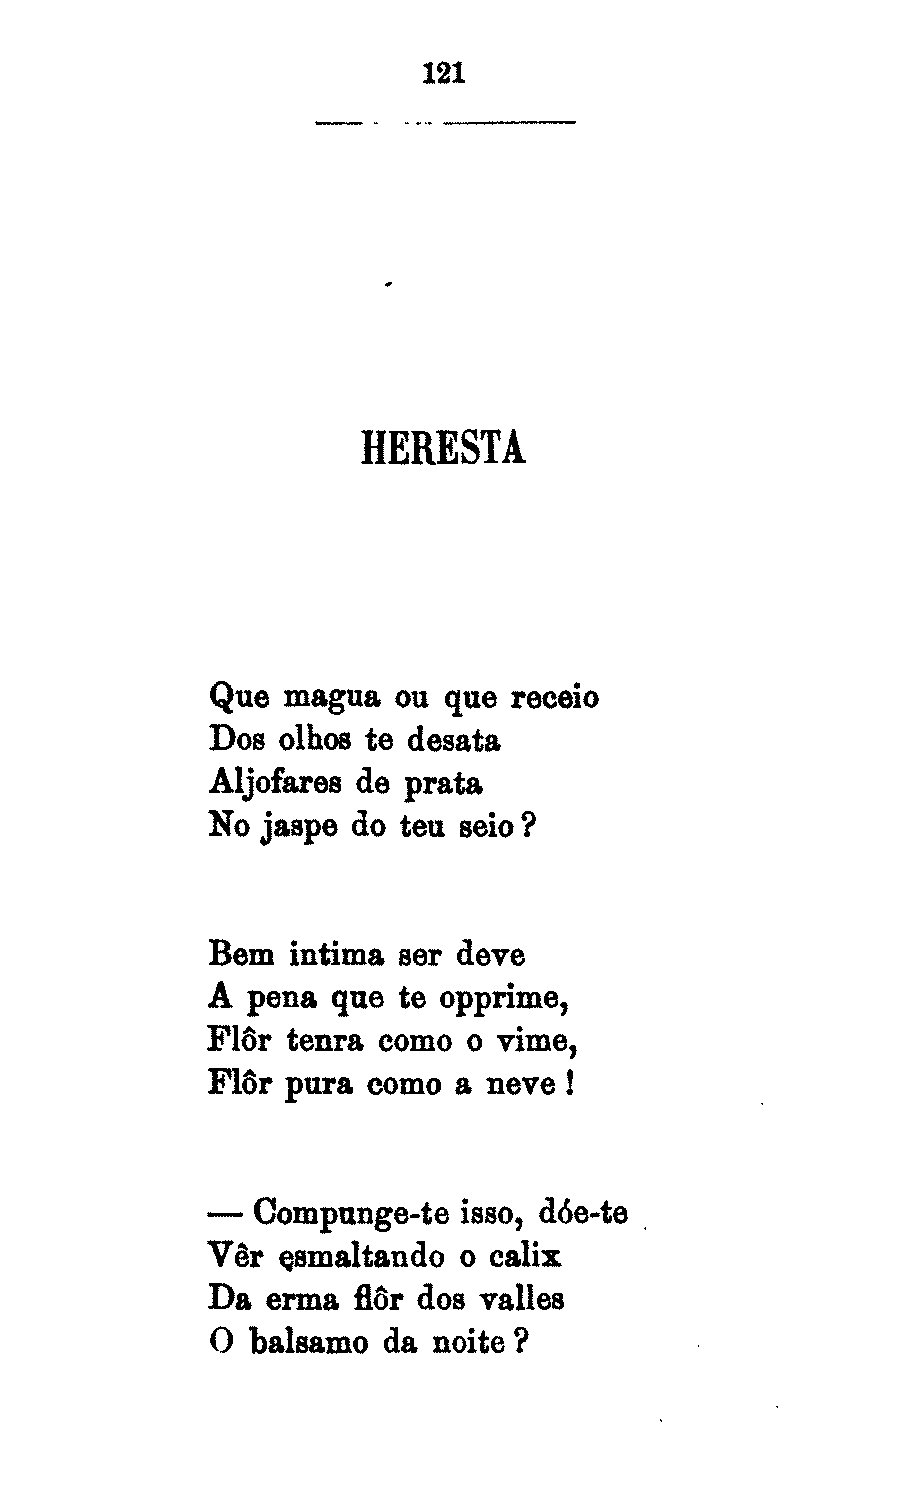 121
HERESTA
Que magua ou que receio
Dos olhos te desata
Aljofares de prata
No jaspe do teu seio?
Bem intima ser deve
A pena que te opprime,
Flôr tenra como o vime,
Flôr pura como a neve!
— Compunge-te isso, dóe-te
Vêr esmaltando o calix
Da erma flôr dos valles
O balsamo da noite?